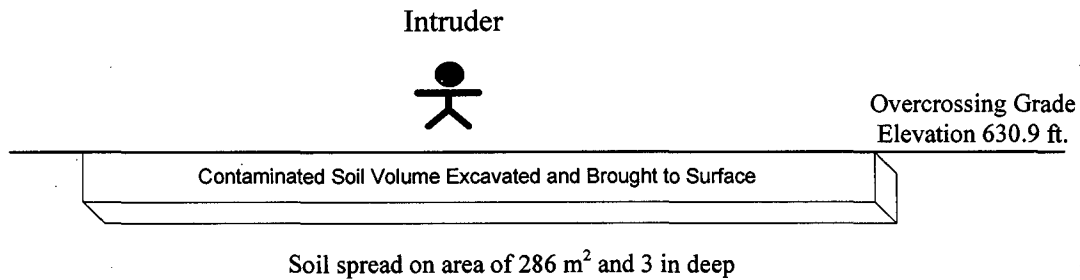 Intruder
Overcrossing Grade
Elevation 630.9 ft.
Contaminated Soil Volume Excavated and Brought to Surface
Soil spread on area of 286 m² and 3 in deep